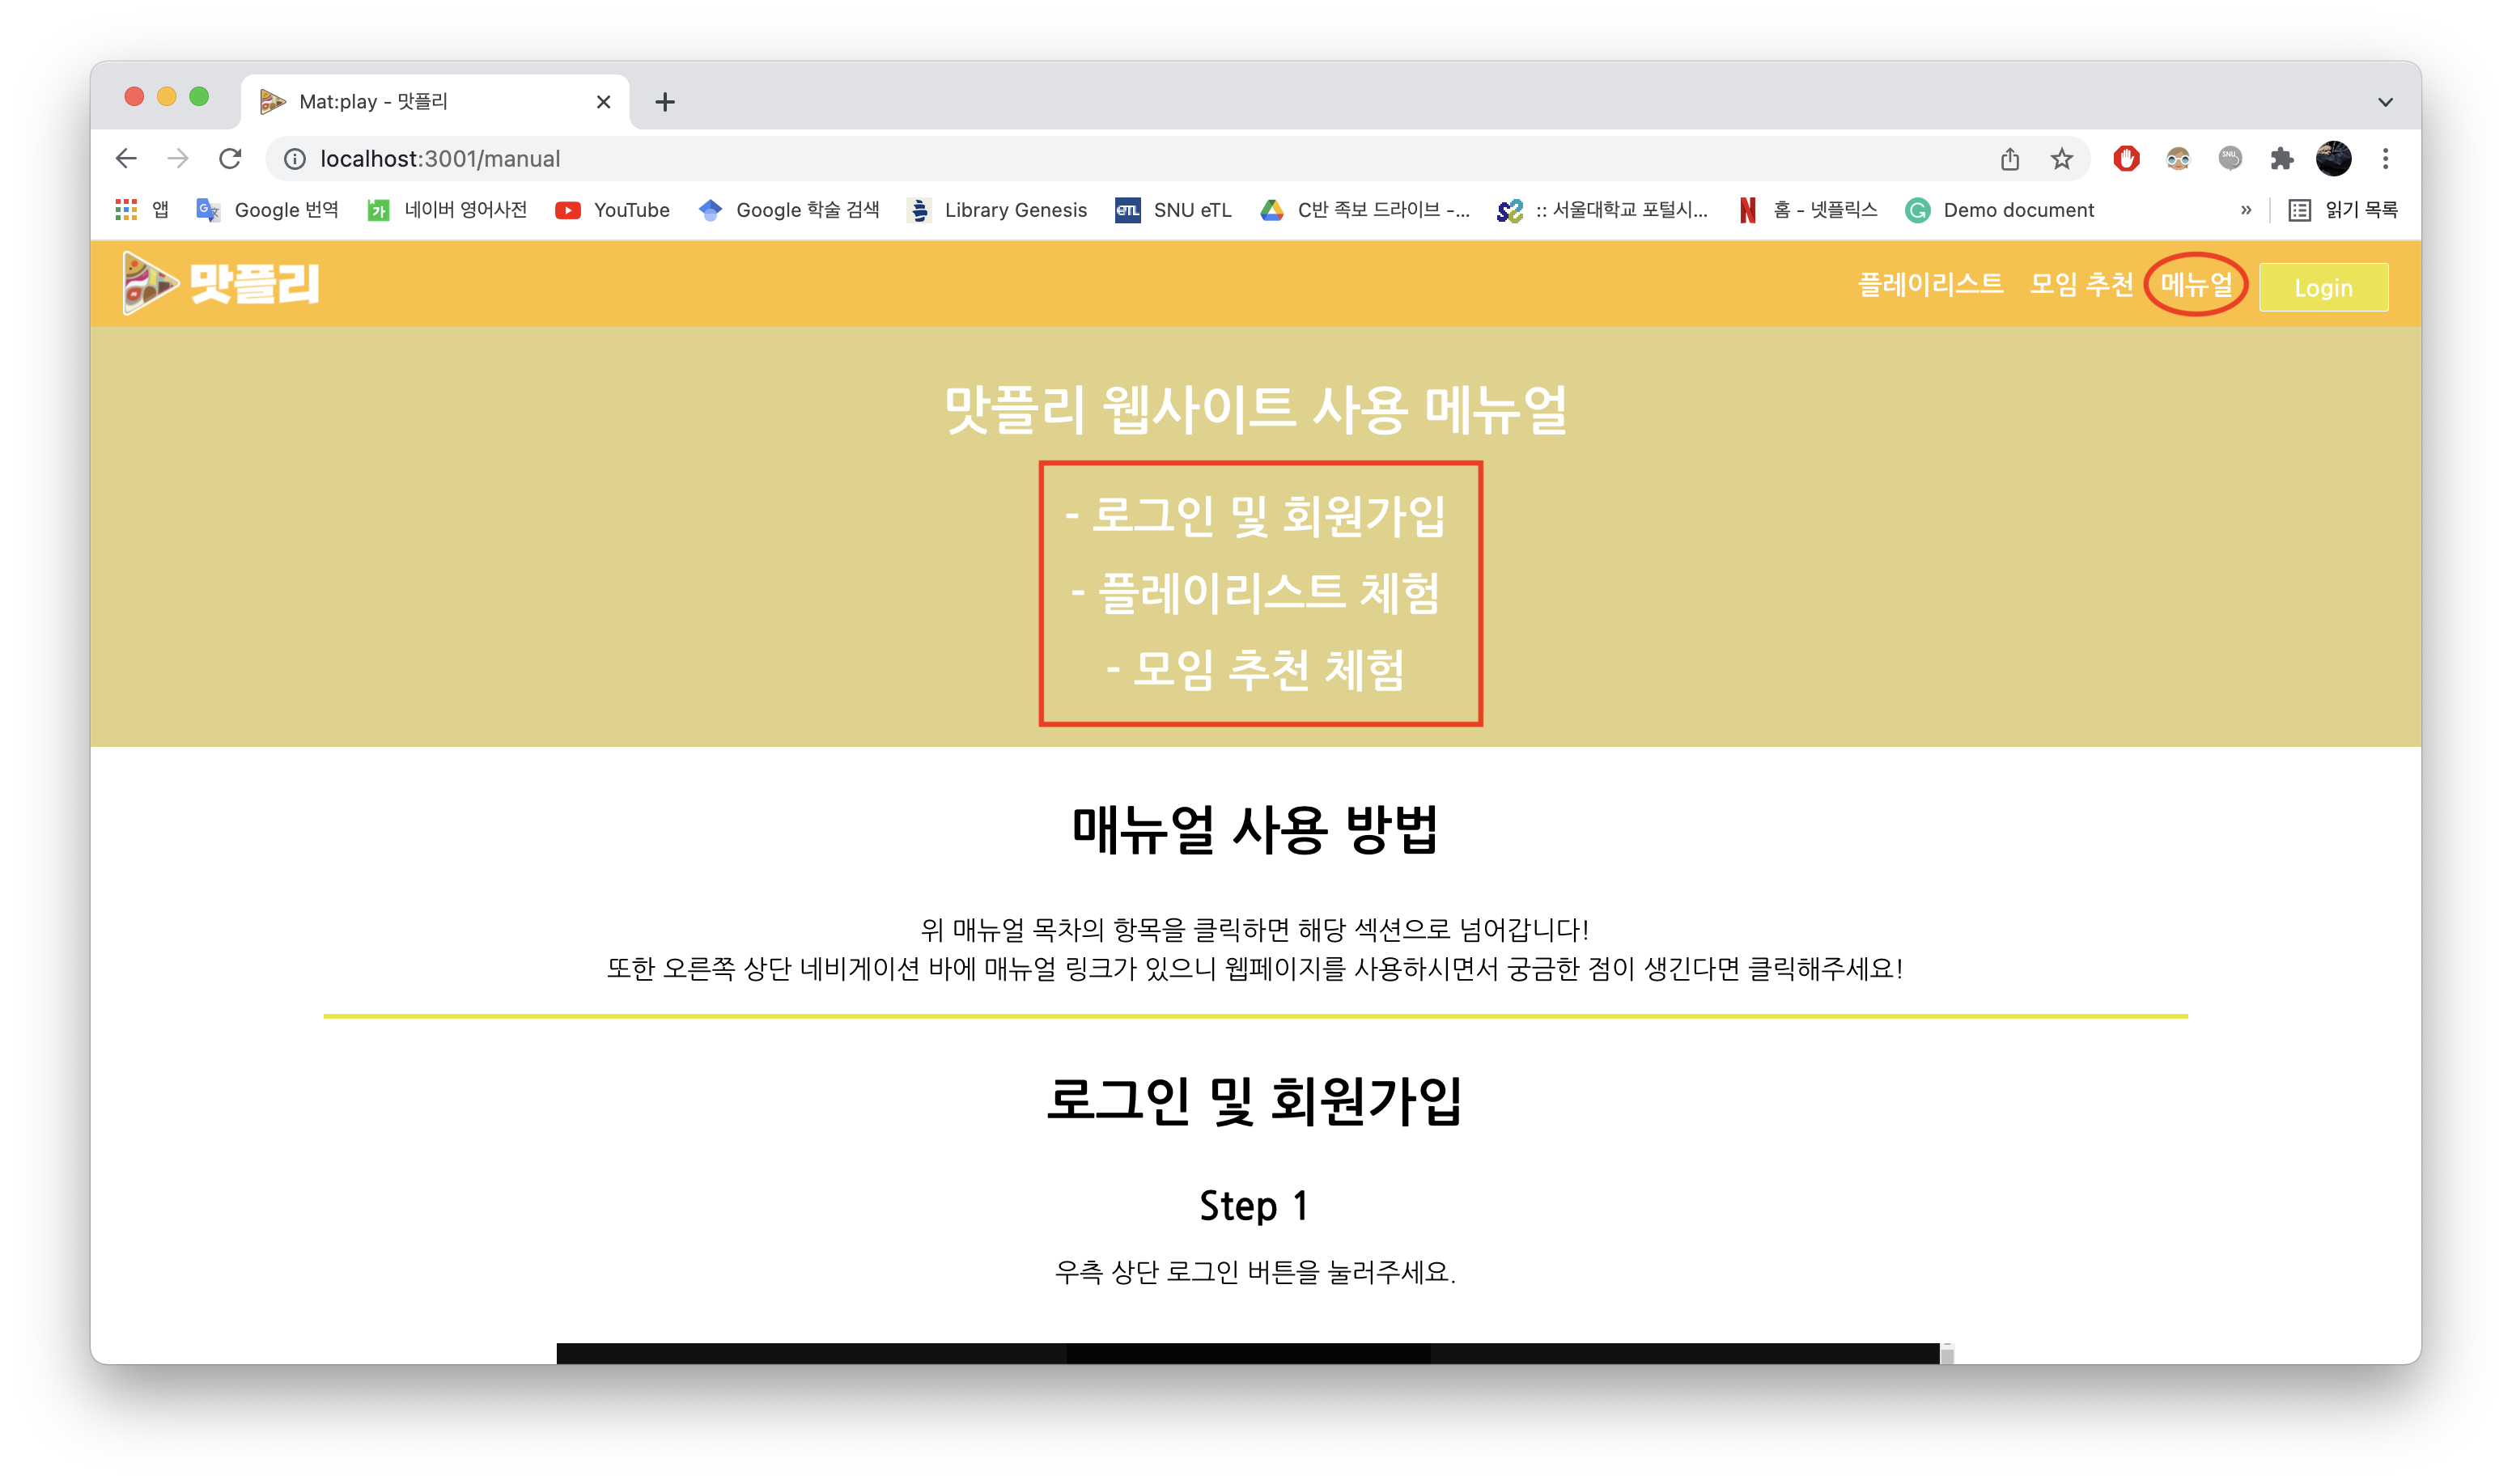 Mat:play - 맛플리
localhost:3001/manual
앱 Google 번역 네이버 영어사전 YouTube Google 학술 검색 Library Genesis eTL SNU eTL C반 족보 드라이브 -... :: 서울대학교 포털시... 홈 - 넷플릭스 Demo document » 읽기 목록
맛플리 플레이리스트 모임 추천 메뉴얼 Login
맛플리 웹사이트 사용 메뉴얼
- 로그인 및 회원가입
- 플레이리스트 체험
- 모임 추천 체험
매뉴얼 사용 방법
위 매뉴얼 목차의 항목을 클릭하면 해당 섹션으로 넘어갑니다!
또한 오른쪽 상단 네비게이션 바에 매뉴얼 링크가 있으니 웹페이지를 사용하시면서 궁금한 점이 생긴다면 클릭해주세요!
로그인 및 회원가입
Step 1
우측 상단 로그인 버튼을 눌러주세요.